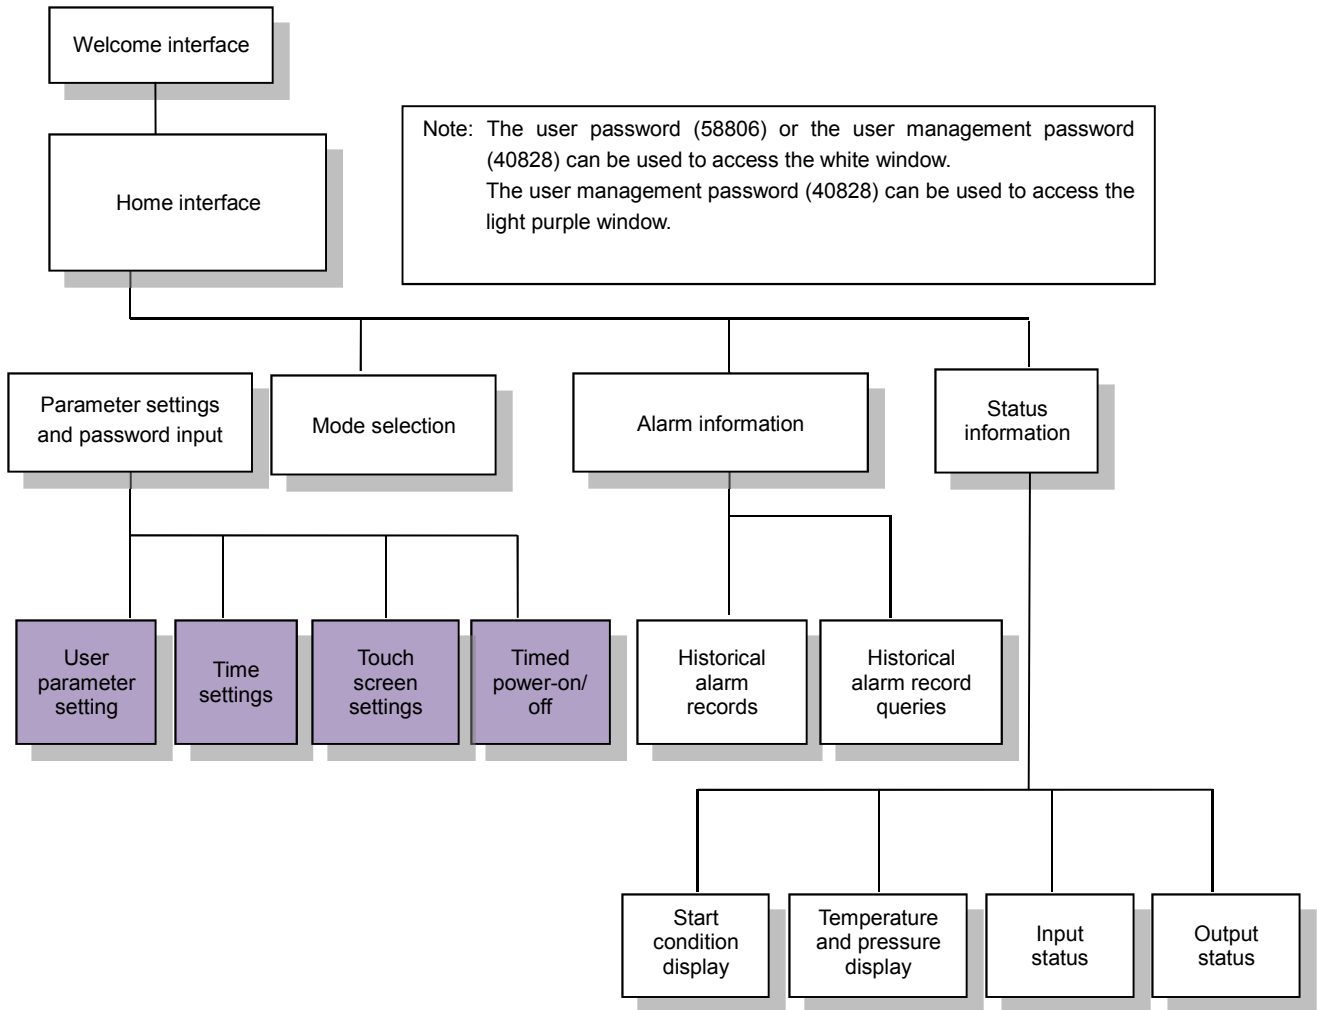 Welcome interface
Note: The user password (58806) or the user management password
(40828) can be used to access the white window.
The user management password (40828) can be used to access the
light purple window.
Home interface
Parameter settings
and password input
Mode selection
Alarm information
Status
information
User
parameter
setting
Time
settings
Touch
screen
settings
Timed
power-on/
off
Historical
alarm
records
Historical
alarm record
queries
Start
condition
display
Temperature
and pressure
display
Input
status
Output
status